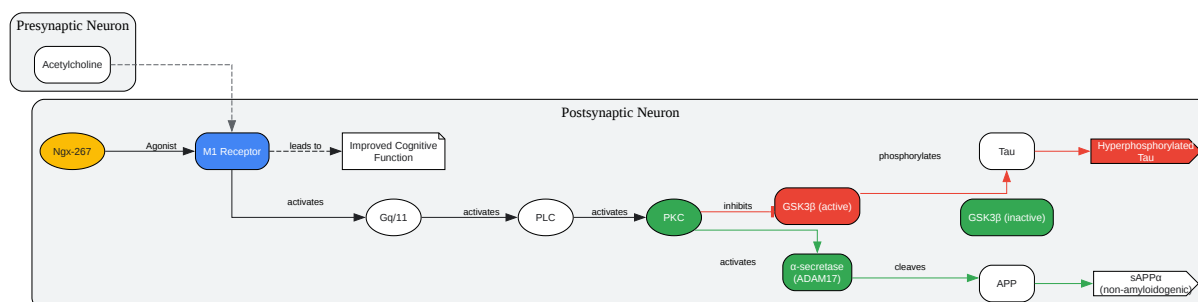 Presynaptic Neuron
Acetylcholine
Postsynaptic Neuron
Ngx-267
Agonist
M1 Receptor
leads to
Improved Cognitive
Function
activates
Gq/11
activates
PLC
activates
PKC
inhibits
GSK3β (active)
phosphorylates
Tau
Hyperphosphorylated
Tau
GSK3β (inactive)
activates
α-secretase
(ADAM17)
cleaves
APP
sAPPα
(non-amyloidogenic)